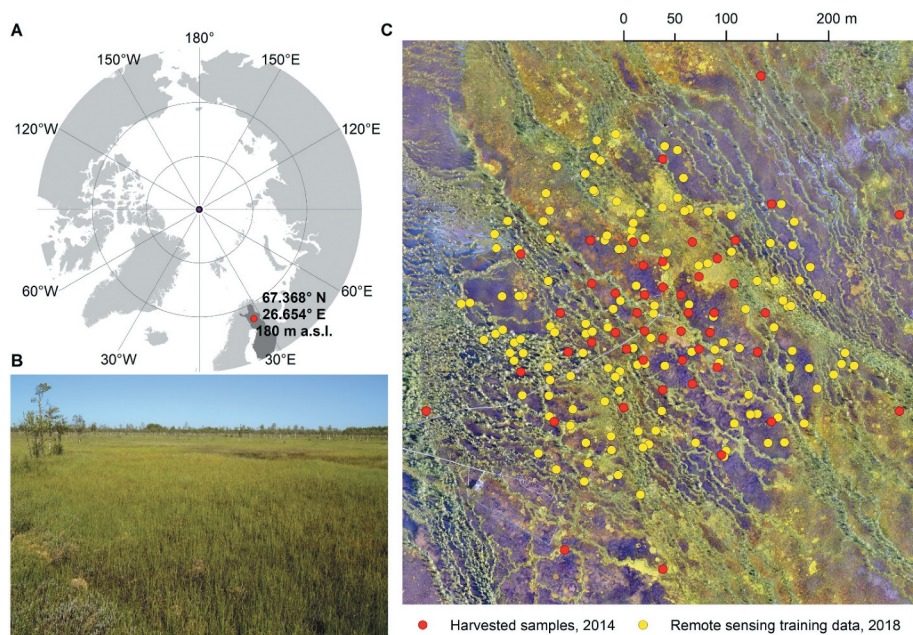 A
180°
150°W
150°E
120°W
120°E
60°W
60°E
67.368° N
26.654° E
180 m a.s.l.
30°W
30°E
B
C
0 50 100 200 m
Harvested samples, 2014
Remote sensing training data, 2018